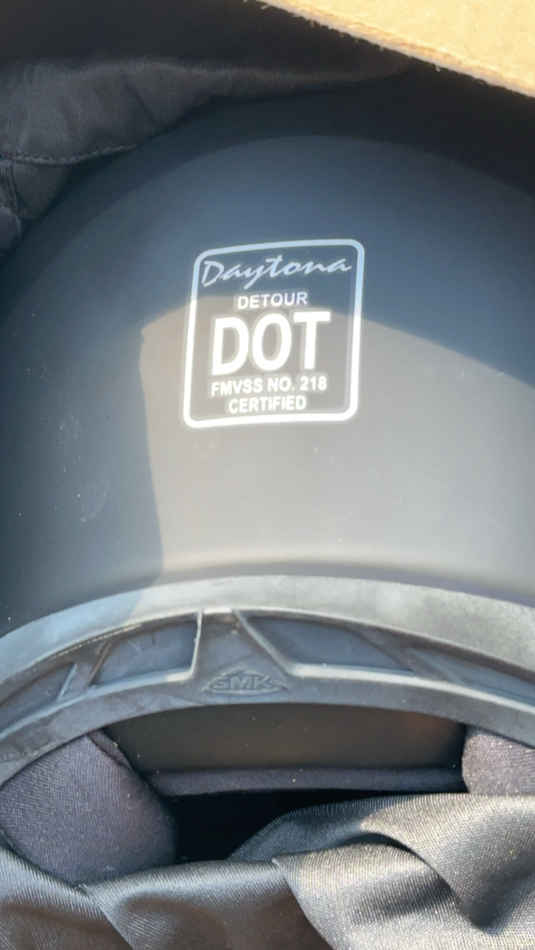 Daytona
DETOUR
DOT
FMVSS NO. 218
CERTIFIED
SMK